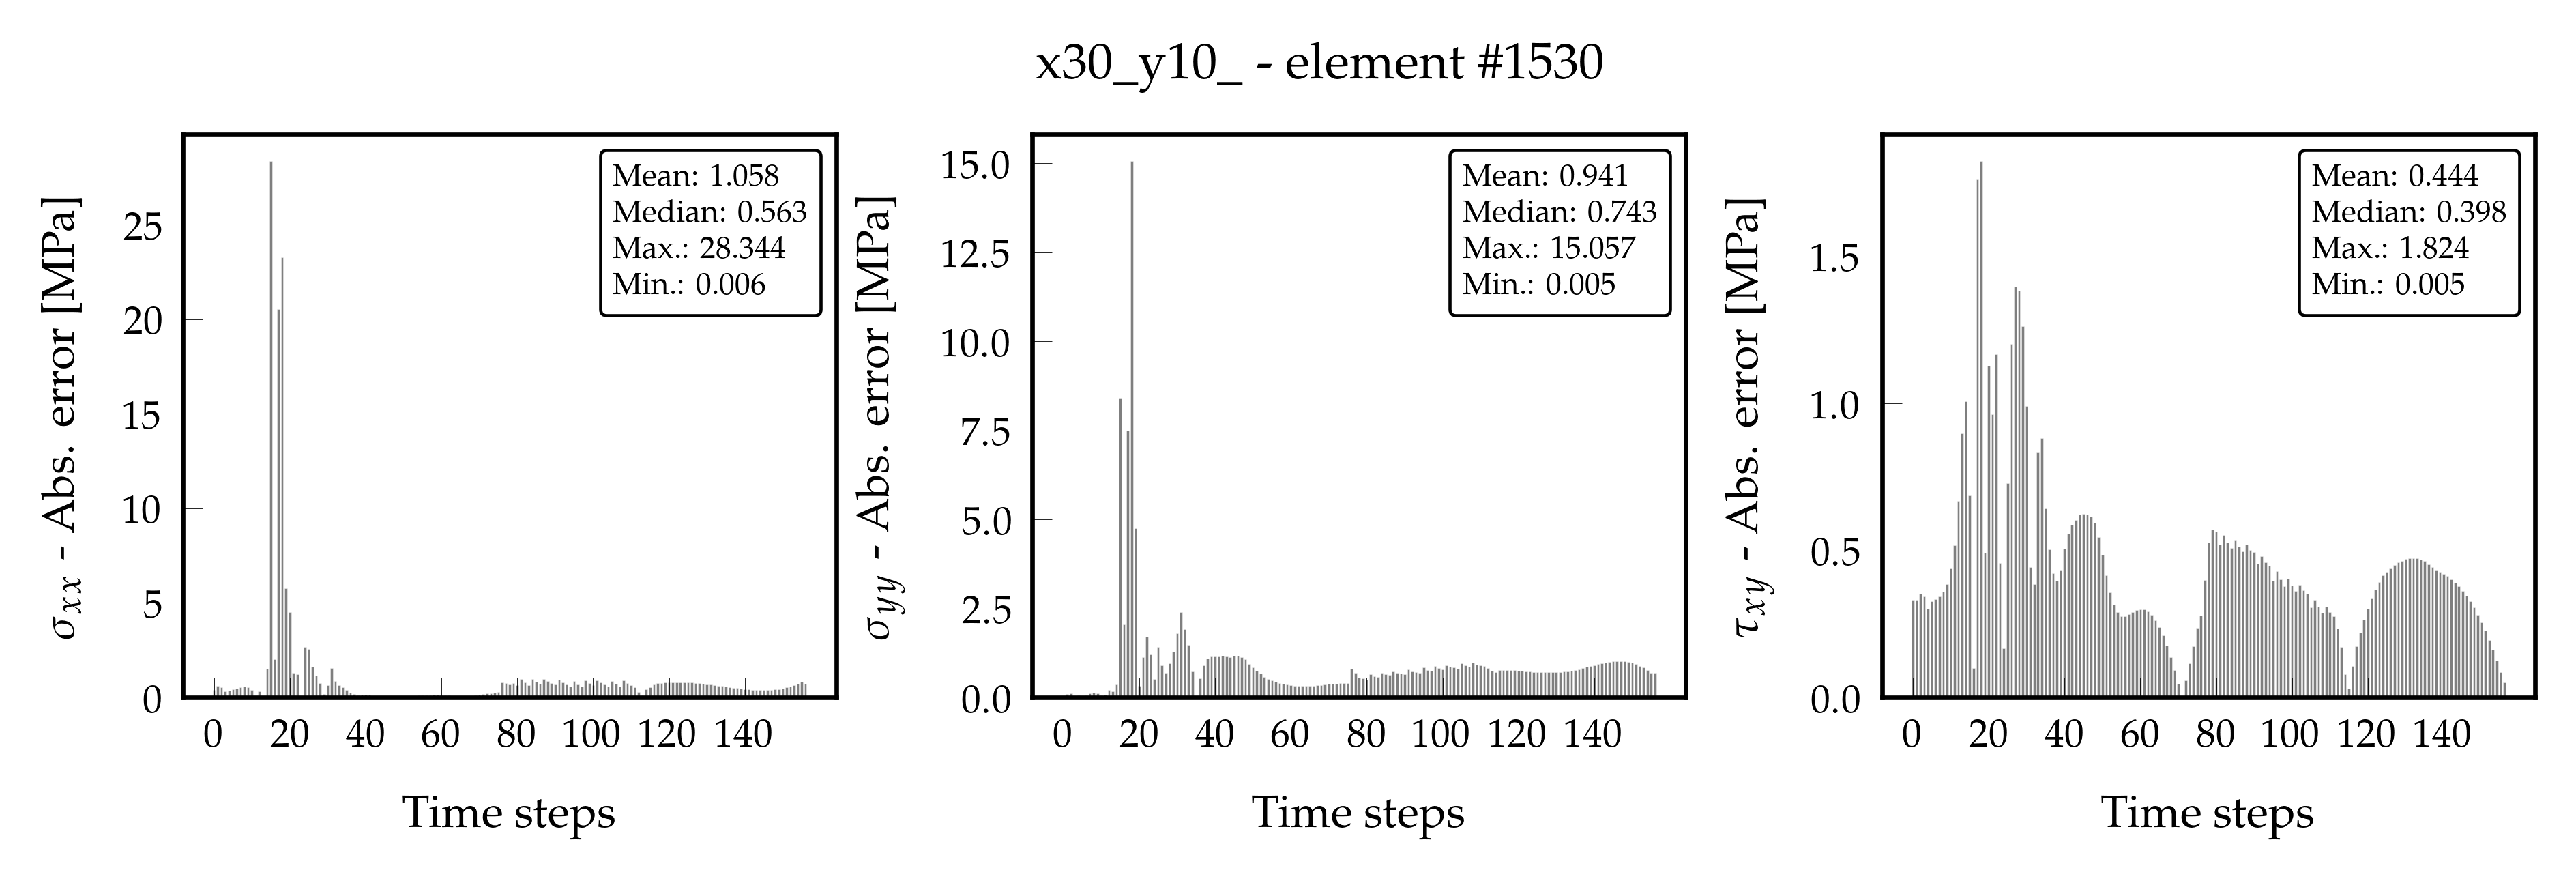 x30_y10_ - element #1530
σxx - Abs. error [MPa]
25
20
15
10
5
0
0 20 40 60 80 100 120 140
Time steps
Mean: 1.058
Median: 0.563
Max.: 28.344
Min.: 0.006
σyy - Abs. error [MPa]
15.0
12.5
10.0
7.5
5.0
2.5
0.0
0 20 40 60 80 100 120 140
Time steps
Mean: 0.941
Median: 0.743
Max.: 15.057
Min.: 0.005
τxy - Abs. error [MPa]
1.5
1.0
0.5
0.0
0 20 40 60 80 100 120 140
Time steps
Mean: 0.444
Median: 0.398
Max.: 1.824
Min.: 0.005